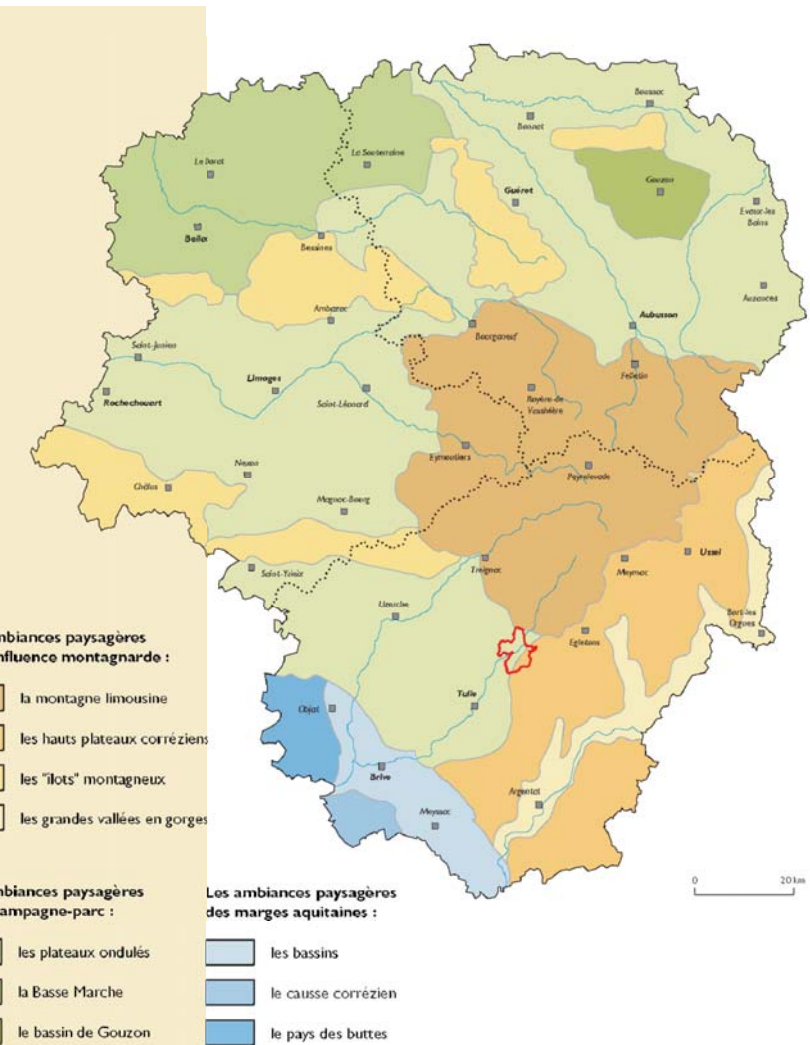 Boussac
Bonnat
La Souterraine
Le Dorat
Guéret
Gouzon
Evaux-les
Bains
Bellac
Bessines
Auzances
Ambazac
Aubusson
Bourganeuf
Saint-Junien
Felletin
Limoges
Saint-Léonard
Royère-de
Vassivière
Rochechouart
Eymoutiers
Peyrelevade
Nexon
Châlus
Magnac-Bourg
Ussel
Treignac
Meymac
Saint-Yrieix
Uzerche
Bort-les
Orgues
Egletons
Tulle
Objat
Brive
Argentat
Meyssac
0 20 km
mbiances paysagères
nfluence montagnarde :
la montagne limousine
les hauts plateaux corréziens
les "îlots" montagneux
les grandes vallées en gorges
mbiances paysagères
ampagne-parc :
les plateaux ondulés
la Basse Marche
le bassin de Gouzon
Les ambiances paysagères
des marges aquitaines :
les bassins
le causse corrézien
le pays des buttes